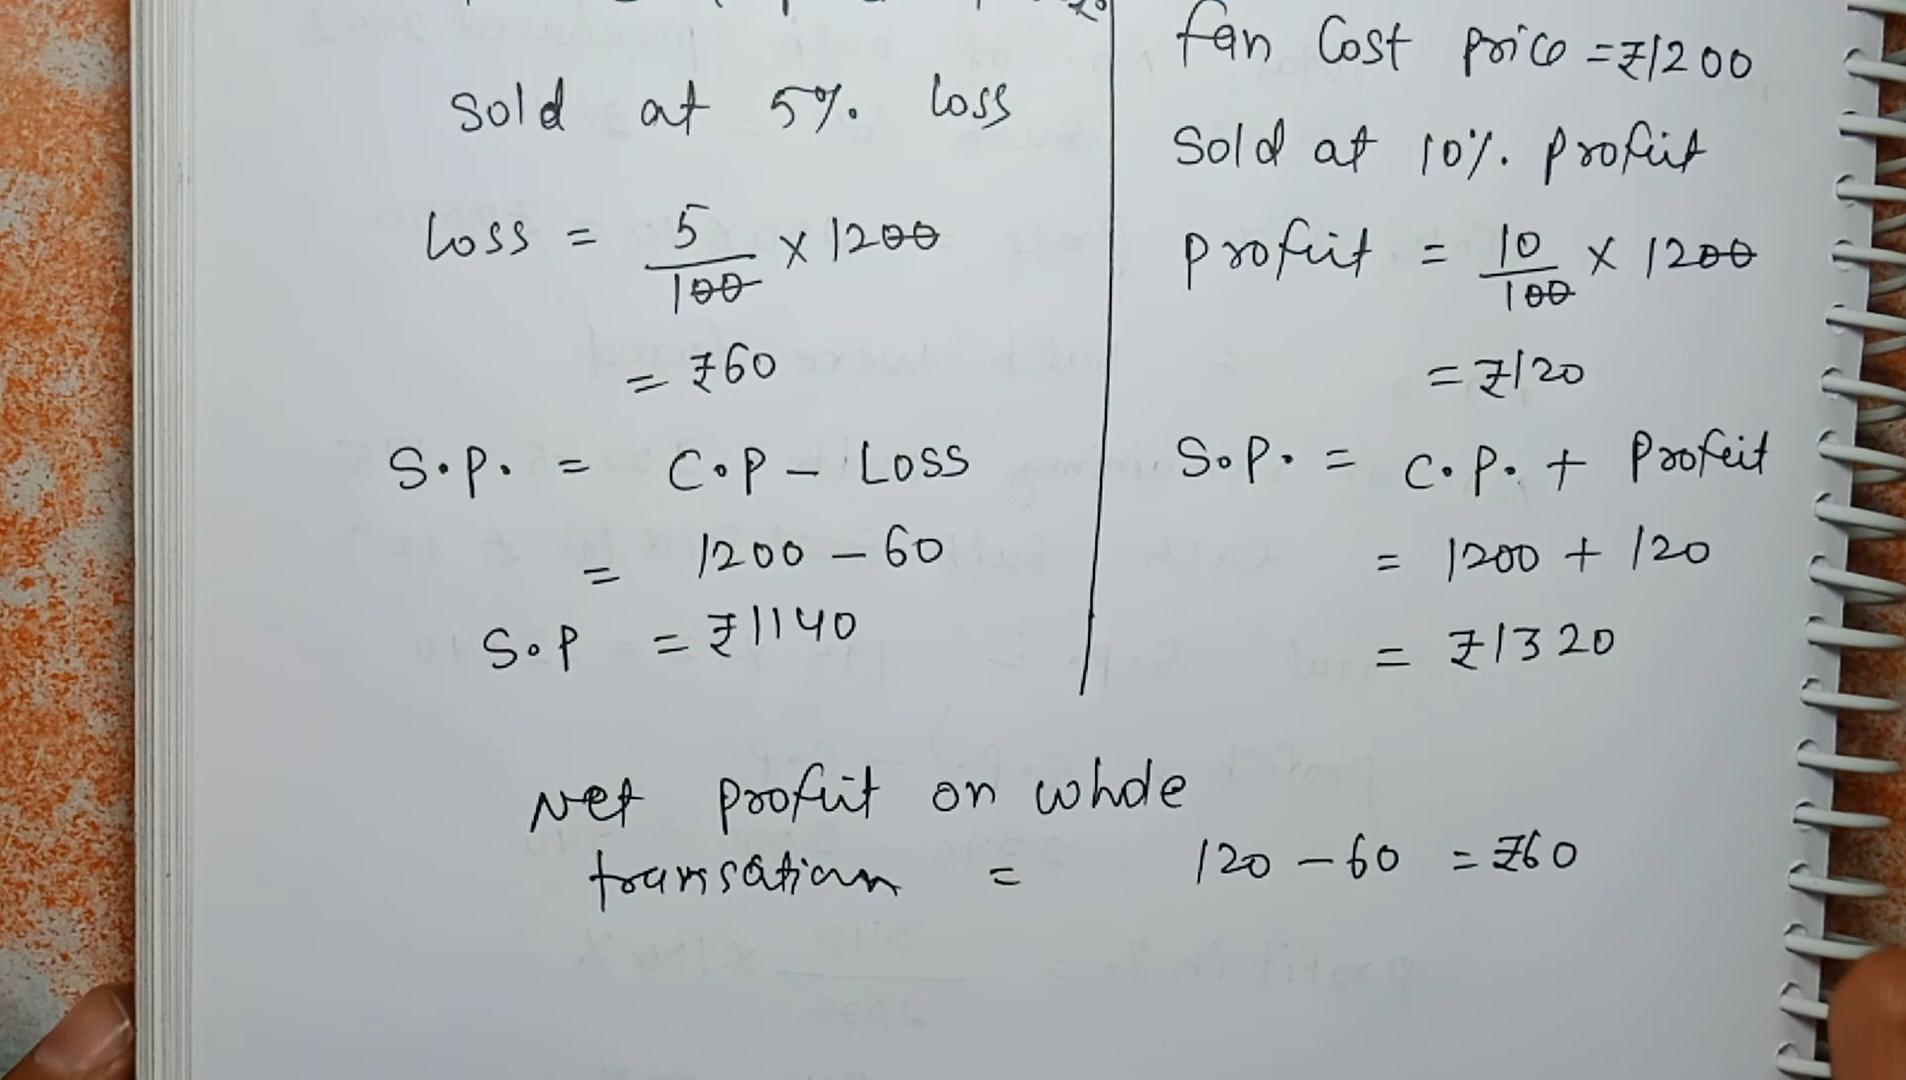 sold at 5% loss
Loss = 5/100 x 1200
= ₹60
S.P. = C.P - Loss
= 1200 - 60
S.P = ₹1140
fan Cost price = ₹1200
Sold at 10% profit
profit = 10/100 x 1200
= ₹120
S.P. = C.P. + Profit
= 1200 + 120
= ₹1320
Net profit on whole
transation = 120 - 60 = ₹60